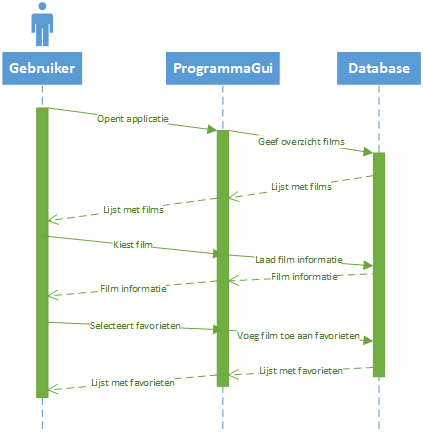 Gebruiker
ProgrammaGui
Database
Opent applicatie
Geef overzicht films
Lijst met films
Lijst met films
Kiest film
Laad film informatie
Film informatie
Film informatie
Selecteert favorieten
Voeg film toe aan favorieten
Lijst met favorieten
Lijst met favorieten